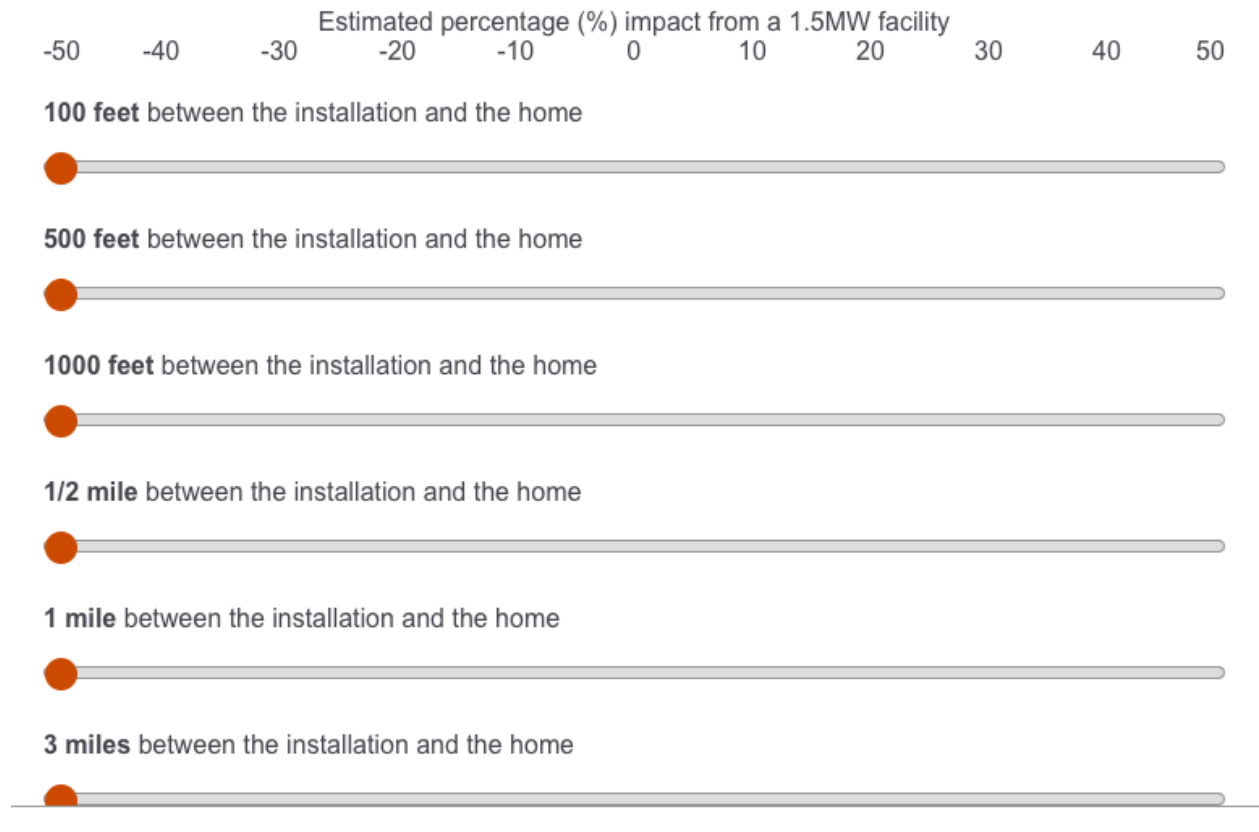 Estimated percentage (%) impact from a 1.5MW facility
-50 -40 -30 -20 -10 0 10 20 30 40 50
100 feet between the installation and the home
500 feet between the installation and the home
1000 feet between the installation and the home
1/2 mile between the installation and the home
1 mile between the installation and the home
3 miles between the installation and the home